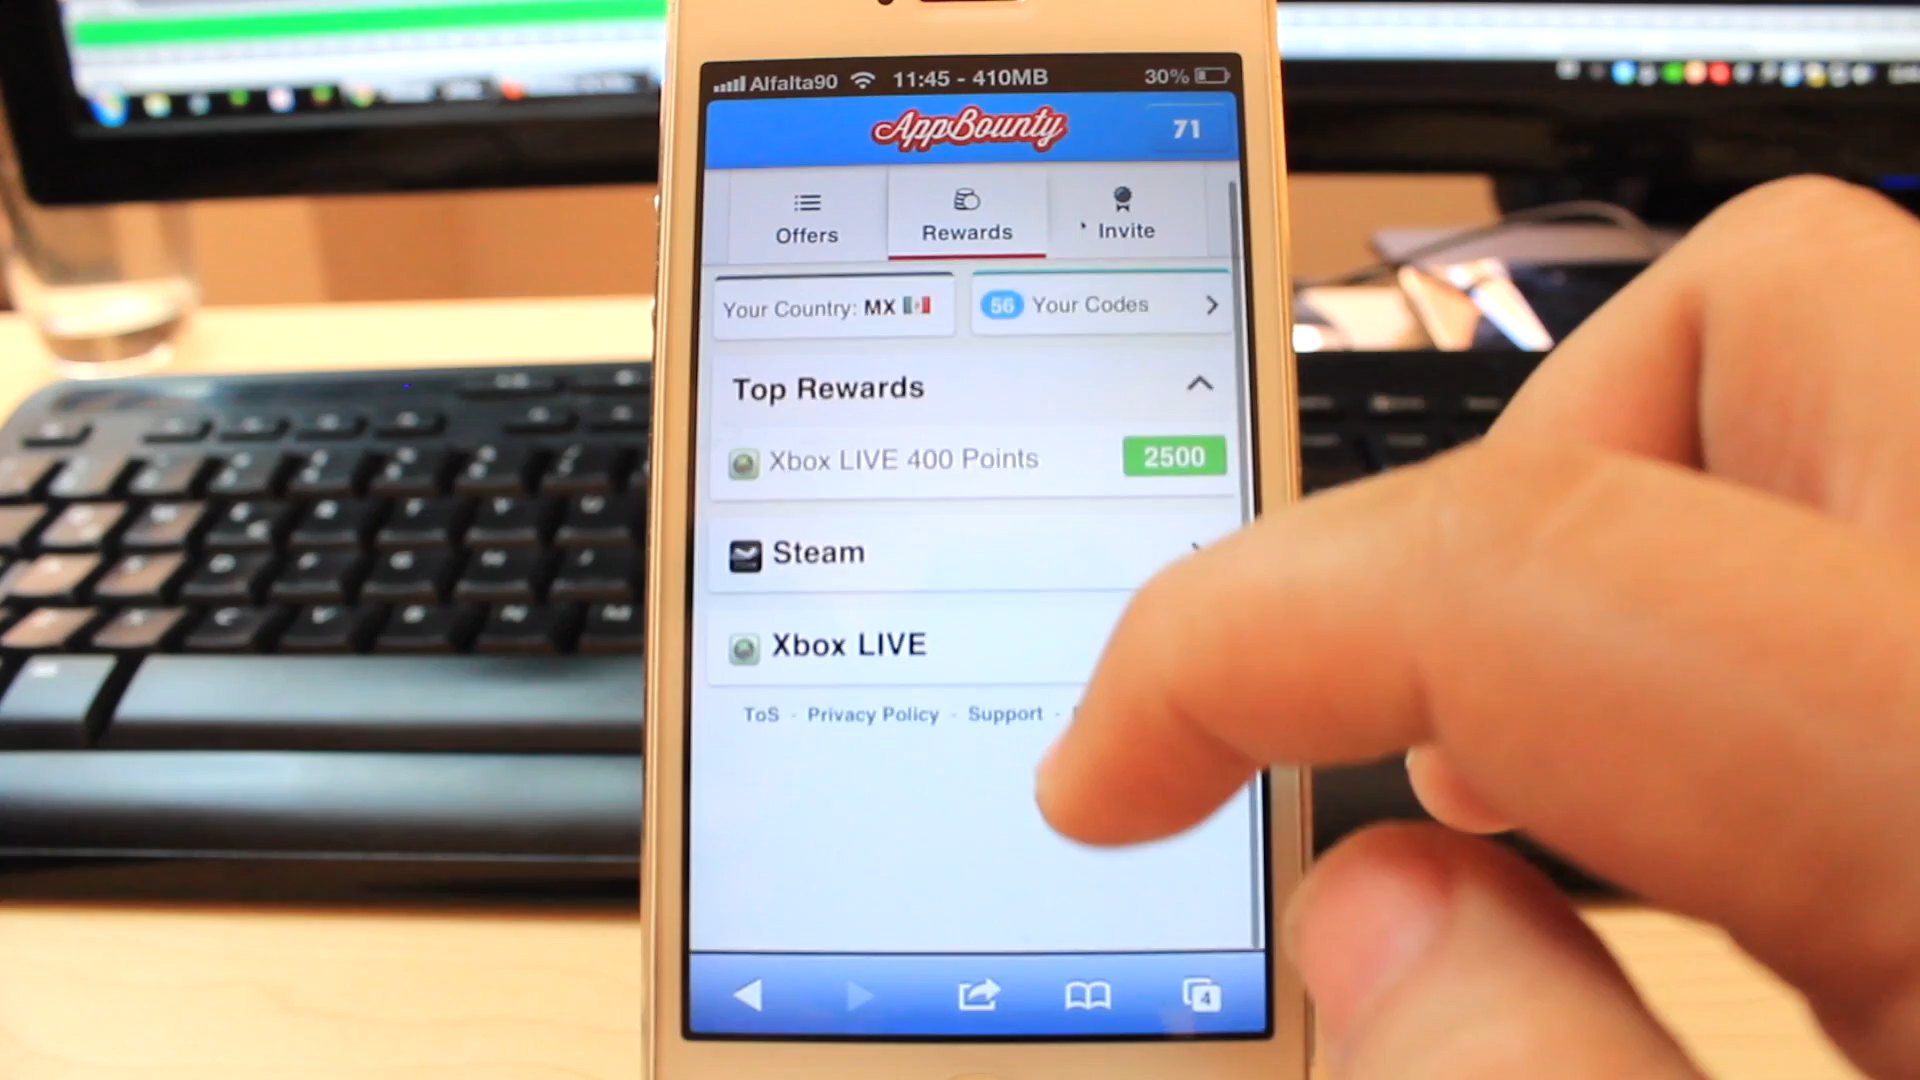 Alfalta90 11:45 - 410MB 30%
AppBounty 71
Offers Rewards Invite
Your Country: MX 56 Your Codes
Top Rewards
Xbox LIVE 400 Points 2500
Steam
Xbox LIVE
ToS - Privacy Policy - Support -
4